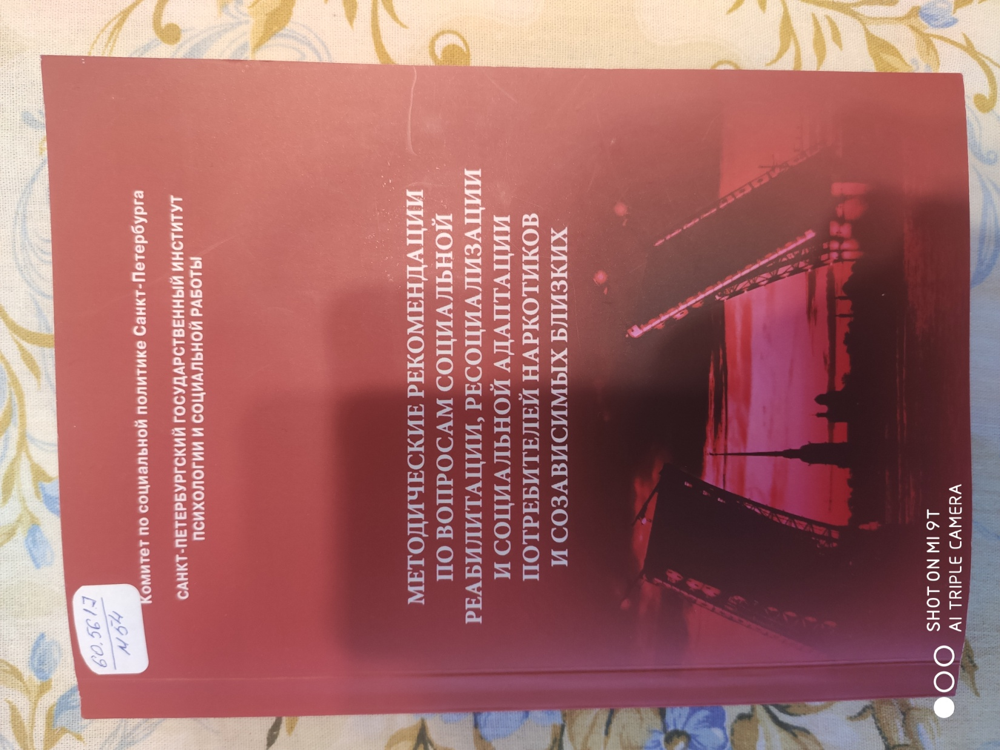 60.561.7
М54
Комитет по социальной политике Санкт-Петербурга
САНКТ-ПЕТЕРБУРГСКИЙ ГОСУДАРСТВЕННЫЙ ИНСТИТУТ
ПСИХОЛОГИИ И СОЦИАЛЬНОЙ РАБОТЫ
МЕТОДИЧЕСКИЕ РЕКОМЕНДАЦИИ
ПО ВОПРОСАМ СОЦИАЛЬНОЙ
РЕАБИЛИТАЦИИ, РЕСОЦИАЛИЗАЦИИ
И СОЦИАЛЬНОЙ АДАПТАЦИИ
ПОТРЕБИТЕЛЕЙ НАРКОТИКОВ
И СОЗАВИСИМЫХ БЛИЗКИХ
SHOT ON MI 9T
AI TRIPLE CAMERA